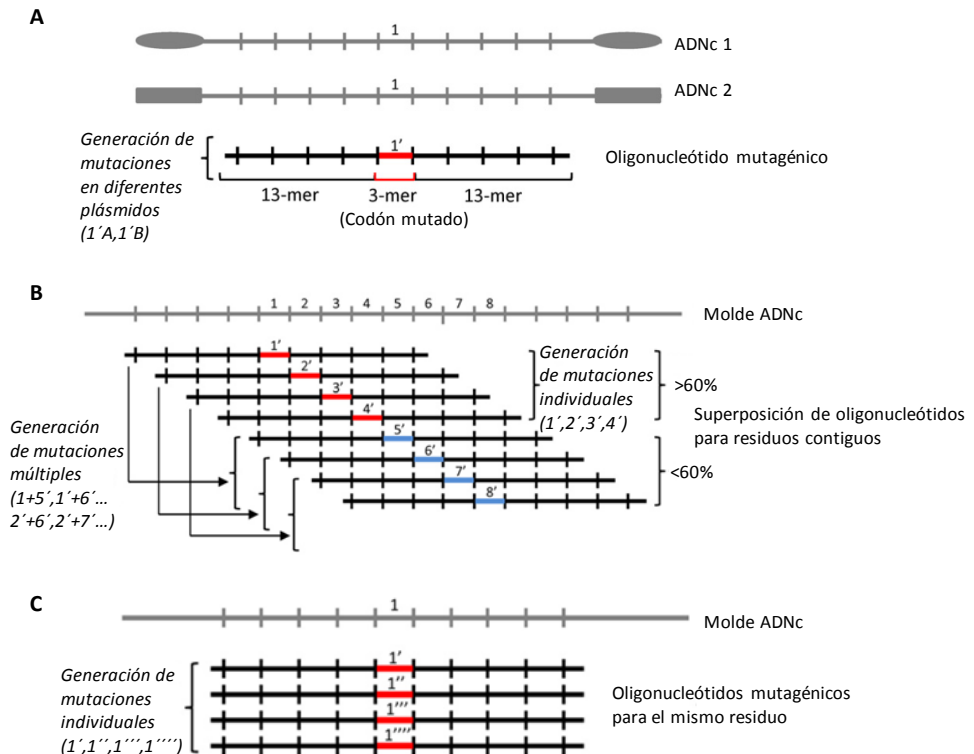 A
1
ADNc 1
1
ADNc 2
Generación de
mutaciones
en diferentes
plásmidos
(1´A,1´B)
1'
Oligonucleótido mutagénico
13-mer 3-mer 13-mer
(Codón mutado)
B
1 2 3 4 5 6 7 8
Molde ADNc
1'
2'
3'
4'
5'
6'
7'
8'
Generación
de mutaciones
individuales
(1´,2´,3´,4´)
>60%
Superposición de oligonucleótidos
para residuos contiguos
<60%
Generación
de mutaciones
múltiples
(1+5´,1´+6´...
2´+6´,2´+7´...)
C
1
Molde ADNc
Generación de
mutaciones
individuales
(1´,1´´,1´´´,1´´´´)
1'
1''
1'''
1''''
Oligonucleótidos mutagénicos
para el mismo residuo